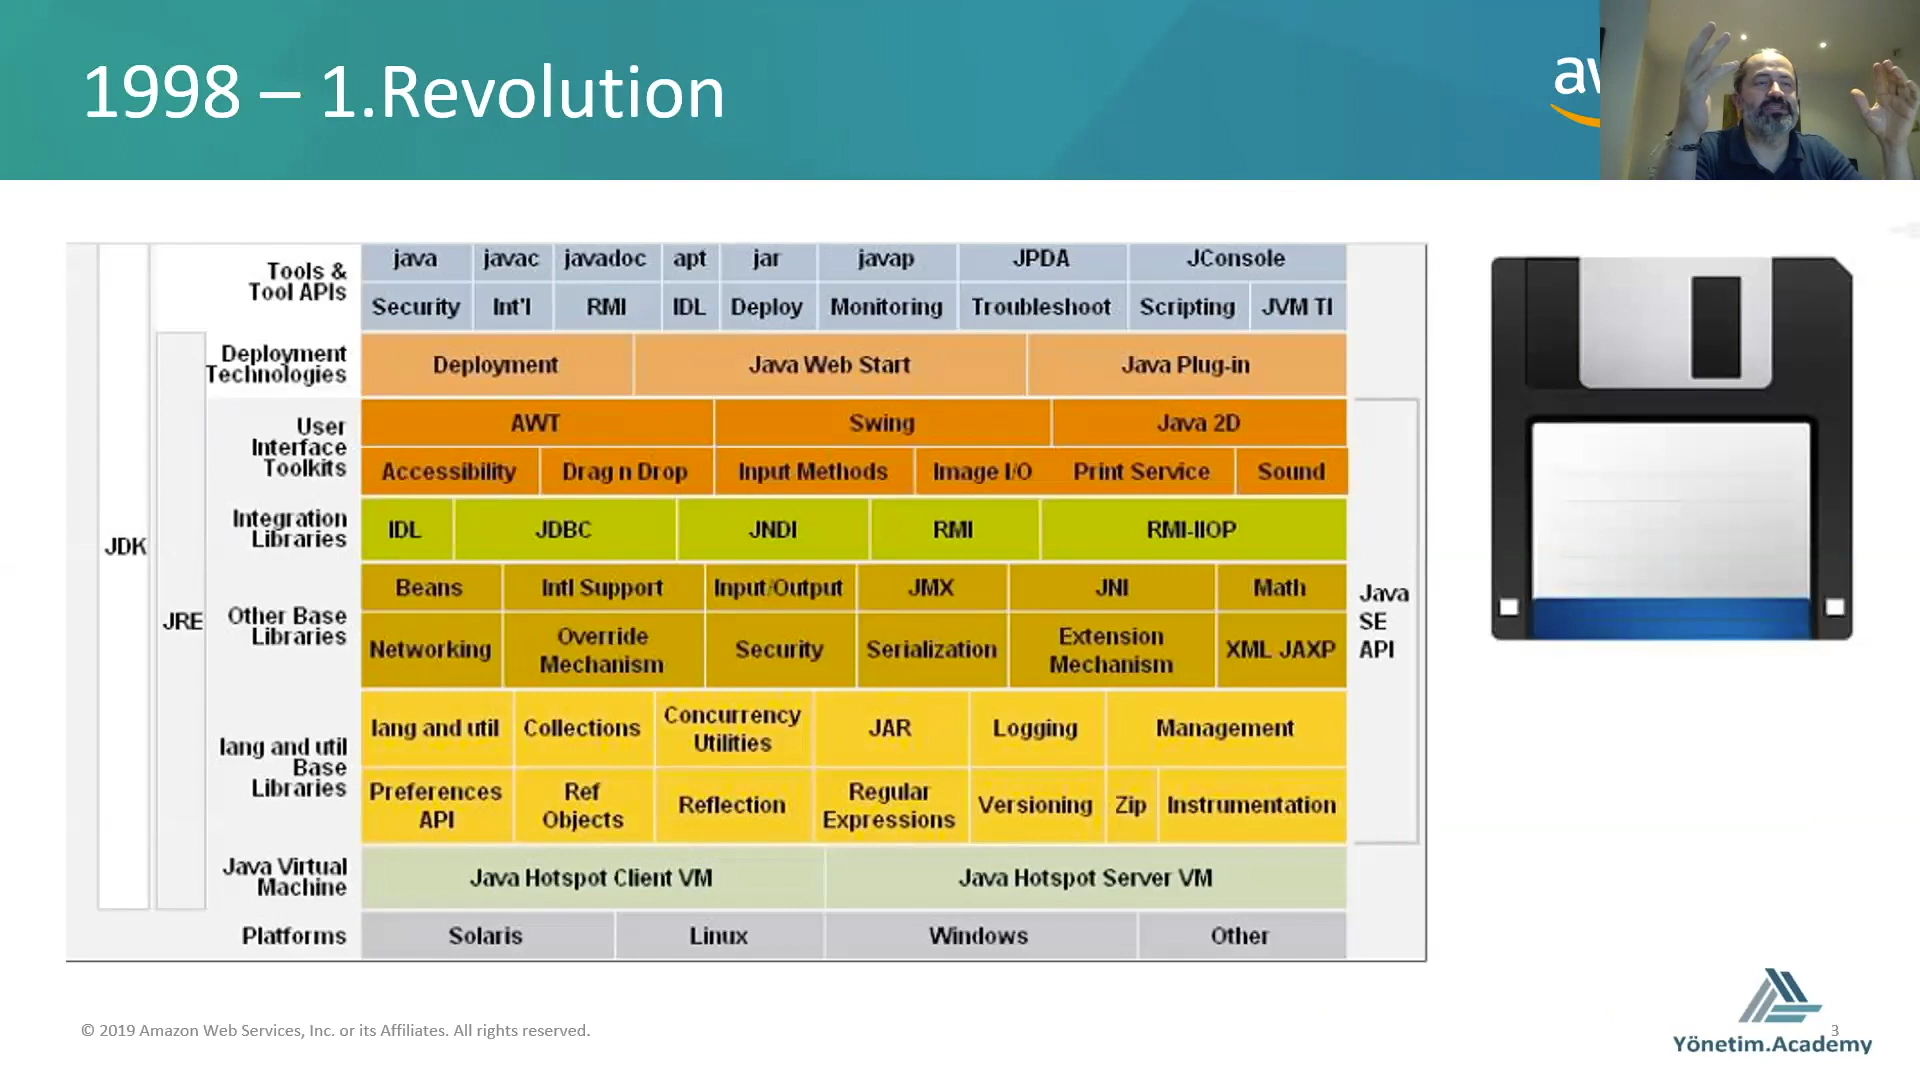 1998 – 1.Revolution
aw
Tools &
Tool APIs
java javac javadoc apt jar javap JPDA JConsole
Security Int'l RMI IDL Deploy Monitoring Troubleshoot Scripting JVM TI
Deployment
Technologies
Deployment Java Web Start Java Plug-in
User
Interface
Toolkits
AWT Swing Java 2D
Accessibility Drag n Drop Input Methods Image I/O Print Service Sound
Integration
Libraries
IDL JDBC JNDI RMI RMI-IIOP
JDK
JRE
Other Base
Libraries
Beans Intl Support Input/Output JMX JNI Math
Networking Override
Mechanism Security Serialization Extension
Mechanism XML JAXP
Java
SE
API
lang and util
Base
Libraries
lang and util Collections Concurrency
Utilities JAR Logging Management
Preferences
API Ref
Objects Reflection Regular
Expressions Versioning Zip Instrumentation
Java Virtual
Machine
Java Hotspot Client VM Java Hotspot Server VM
Platforms Solaris Linux Windows Other
© 2019 Amazon Web Services, Inc. or its Affiliates. All rights reserved.
3
Yönetim.Academy